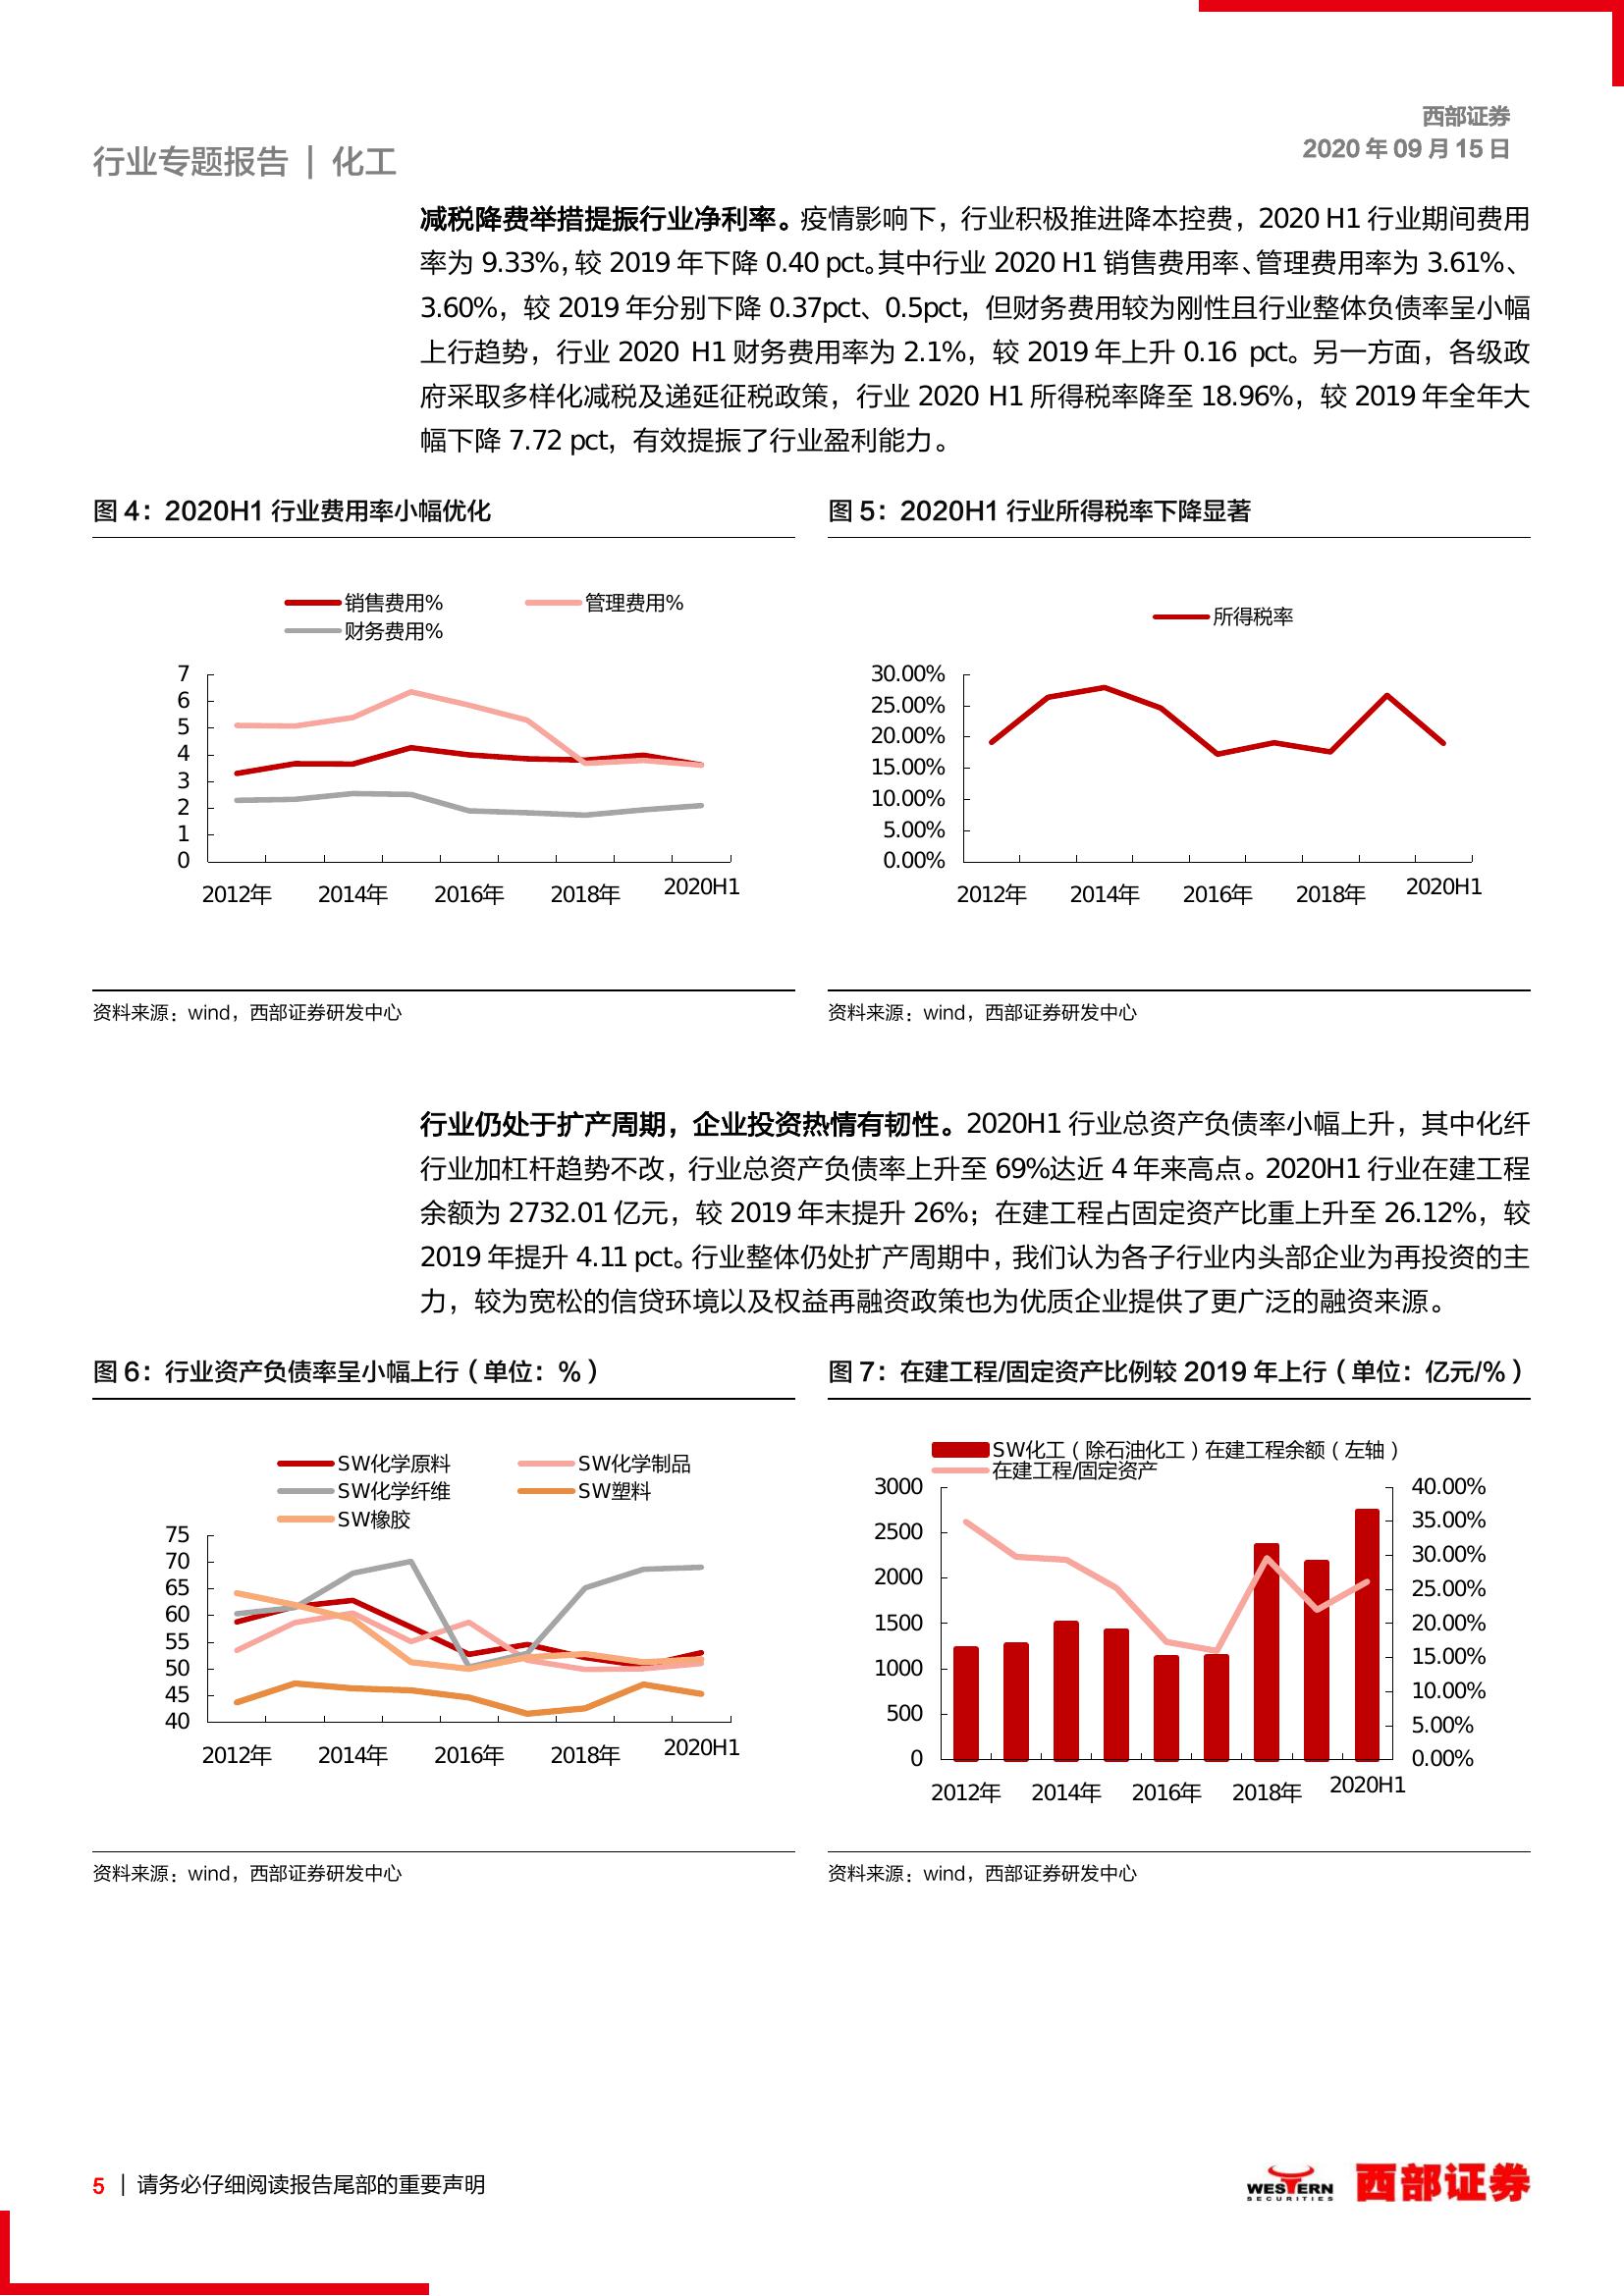 西部证券
2020 年 09 月 15 日
行业专题报告 | 化工
减税降费举措提振行业净利率。疫情影响下，行业积极推进降本控费，2020 H1 行业期间费用
率为 9.33%，较 2019 年下降 0.40 pct。其中行业 2020 H1 销售费用率、管理费用率为 3.61%、
3.60%，较 2019 年分别下降 0.37pct、0.5pct，但财务费用较为刚性且行业整体负债率呈小幅
上行趋势，行业 2020 H1 财务费用率为 2.1%，较 2019 年上升 0.16 pct。另一方面，各级政
府采取多样化减税及递延征税政策，行业 2020 H1 所得税率降至 18.96%，较 2019 年全年大
幅下降 7.72 pct，有效提振了行业盈利能力。
图 4：2020H1 行业费用率小幅优化
销售费用%
管理费用%
财务费用%
7
6
5
4
3
2
1
0
2012年
2014年
2016年
2018年
2020H1
资料来源：wind，西部证券研发中心
图 5：2020H1 行业所得税率下降显著
所得税率
30.00%
25.00%
20.00%
15.00%
10.00%
5.00%
0.00%
2012年
2014年
2016年
2018年
2020H1
资料来源：wind，西部证券研发中心
行业仍处于扩产周期，企业投资热情有韧性。2020H1 行业总资产负债率小幅上升，其中化纤
行业加杠杆趋势不改，行业总资产负债率上升至 69%达近 4 年来高点。2020H1 行业在建工程
余额为 2732.01 亿元，较 2019 年末提升 26%；在建工程占固定资产比重上升至 26.12%，较
2019 年提升 4.11 pct。行业整体仍处扩产周期中，我们认为各子行业内头部企业为再投资的主
力，较为宽松的信贷环境以及权益再融资政策也为优质企业提供了更广泛的融资来源。
图 6：行业资产负债率呈小幅上行（单位：%）
SW化学原料
SW化学制品
SW化学纤维
SW塑料
SW橡胶
75
70
65
60
55
50
45
40
2012年
2014年
2016年
2018年
2020H1
资料来源：wind，西部证券研发中心
图 7：在建工程/固定资产比例较 2019 年上行（单位：亿元/%）
SW化工（除石油化工）在建工程余额（左轴）
在建工程/固定资产
3000
2500
2000
1500
1000
500
0
40.00%
35.00%
30.00%
25.00%
20.00%
15.00%
10.00%
5.00%
0.00%
2012年
2014年
2016年
2018年
2020H1
资料来源：wind，西部证券研发中心
5 | 请务必仔细阅读报告尾部的重要声明
WESTERN
SECURITIES
西部证券